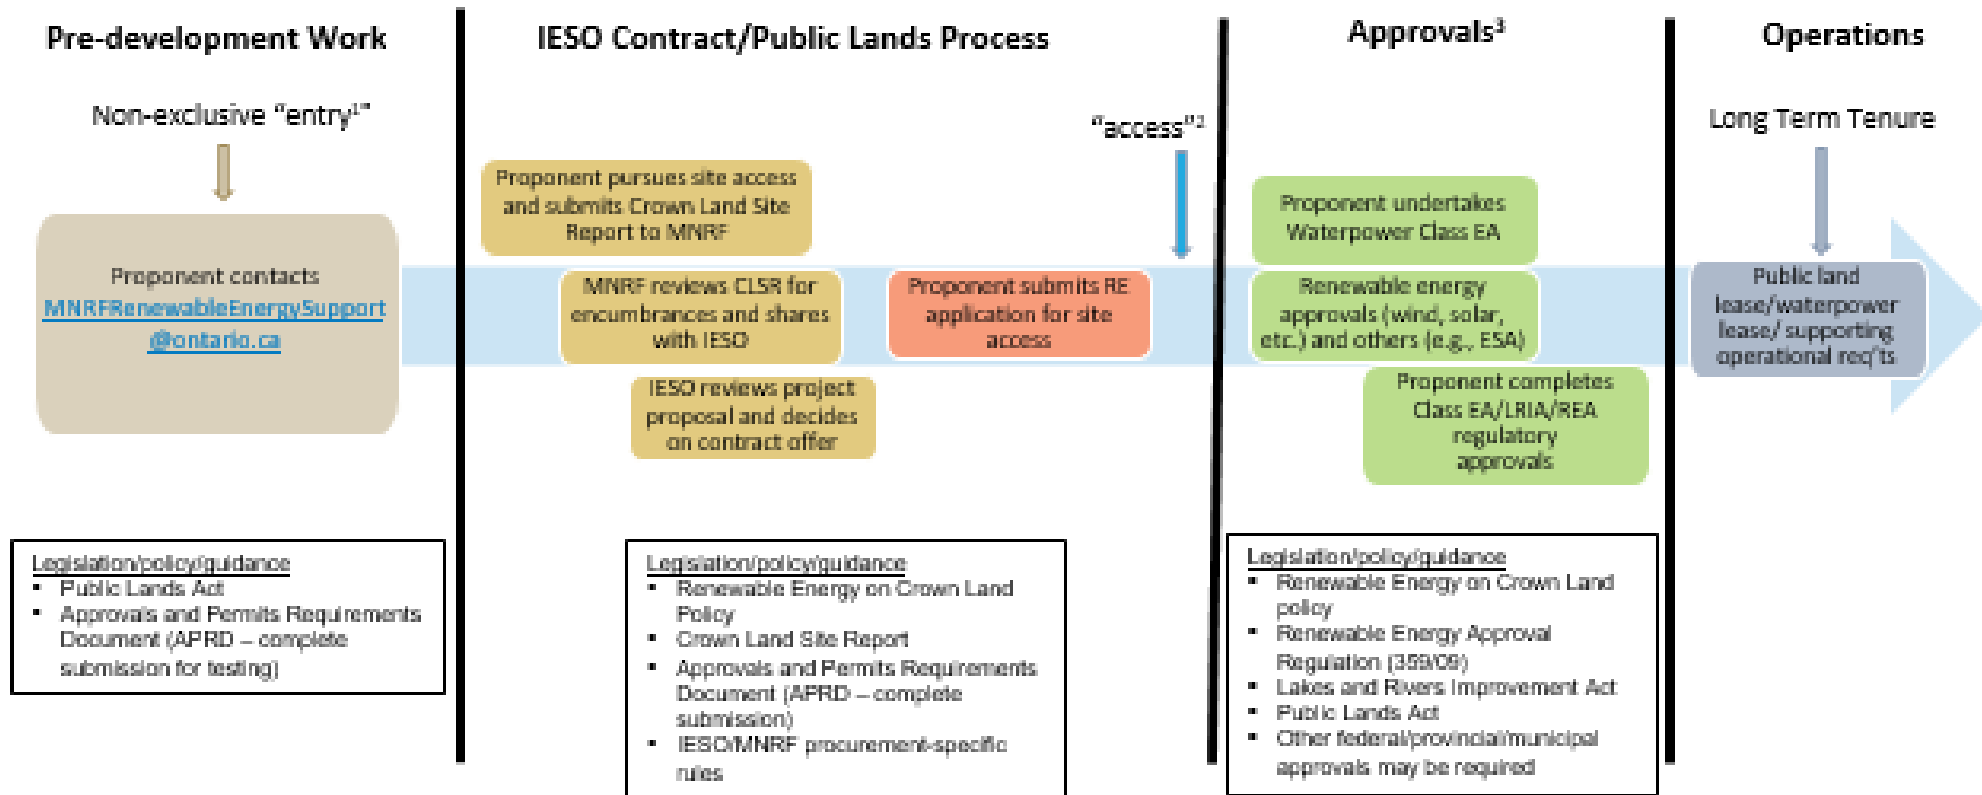 Pre-development Work
Non-exclusive “entry¹”
Proponent contacts
MNRFRenewableEnergySupport
@ontario.ca
Legislation/policy/guidance
▪ Public Lands Act
▪ Approvals and Permits Requirements
Document (APRD – complete
submission for testing)
IESO Contract/Public Lands Process
“access”²
Proponent pursues site access
and submits Crown Land Site
Report to MNRF
MNRF reviews CLSR for
encumbrances and shares
with IESO
IESO reviews project
proposal and decides
on contract offer
Proponent submits RE
application for site
access
Legislation/policy/guidance
▪ Renewable Energy on Crown Land
Policy
▪ Crown Land Site Report
▪ Approvals and Permits Requirements
Document (APRD – complete
submission)
▪ IESO/MNRF procurement-specific
rules
Approvals³
Proponent undertakes
Waterpower Class EA
Renewable energy
approvals (wind, solar,
etc.) and others (e.g., ESA)
Proponent completes
Class EA/LRIA/REA
regulatory
approvals
Legislation/policy/guidance
▪ Renewable Energy on Crown Land
policy
▪ Renewable Energy Approval
Regulation (359/09)
▪ Lakes and Rivers Improvement Act
▪ Public Lands Act
▪ Other federal/provincial/municipal
approvals may be required
Operations
Long Term Tenure
Public land
lease/waterpower
lease/ supporting
operational req'ts